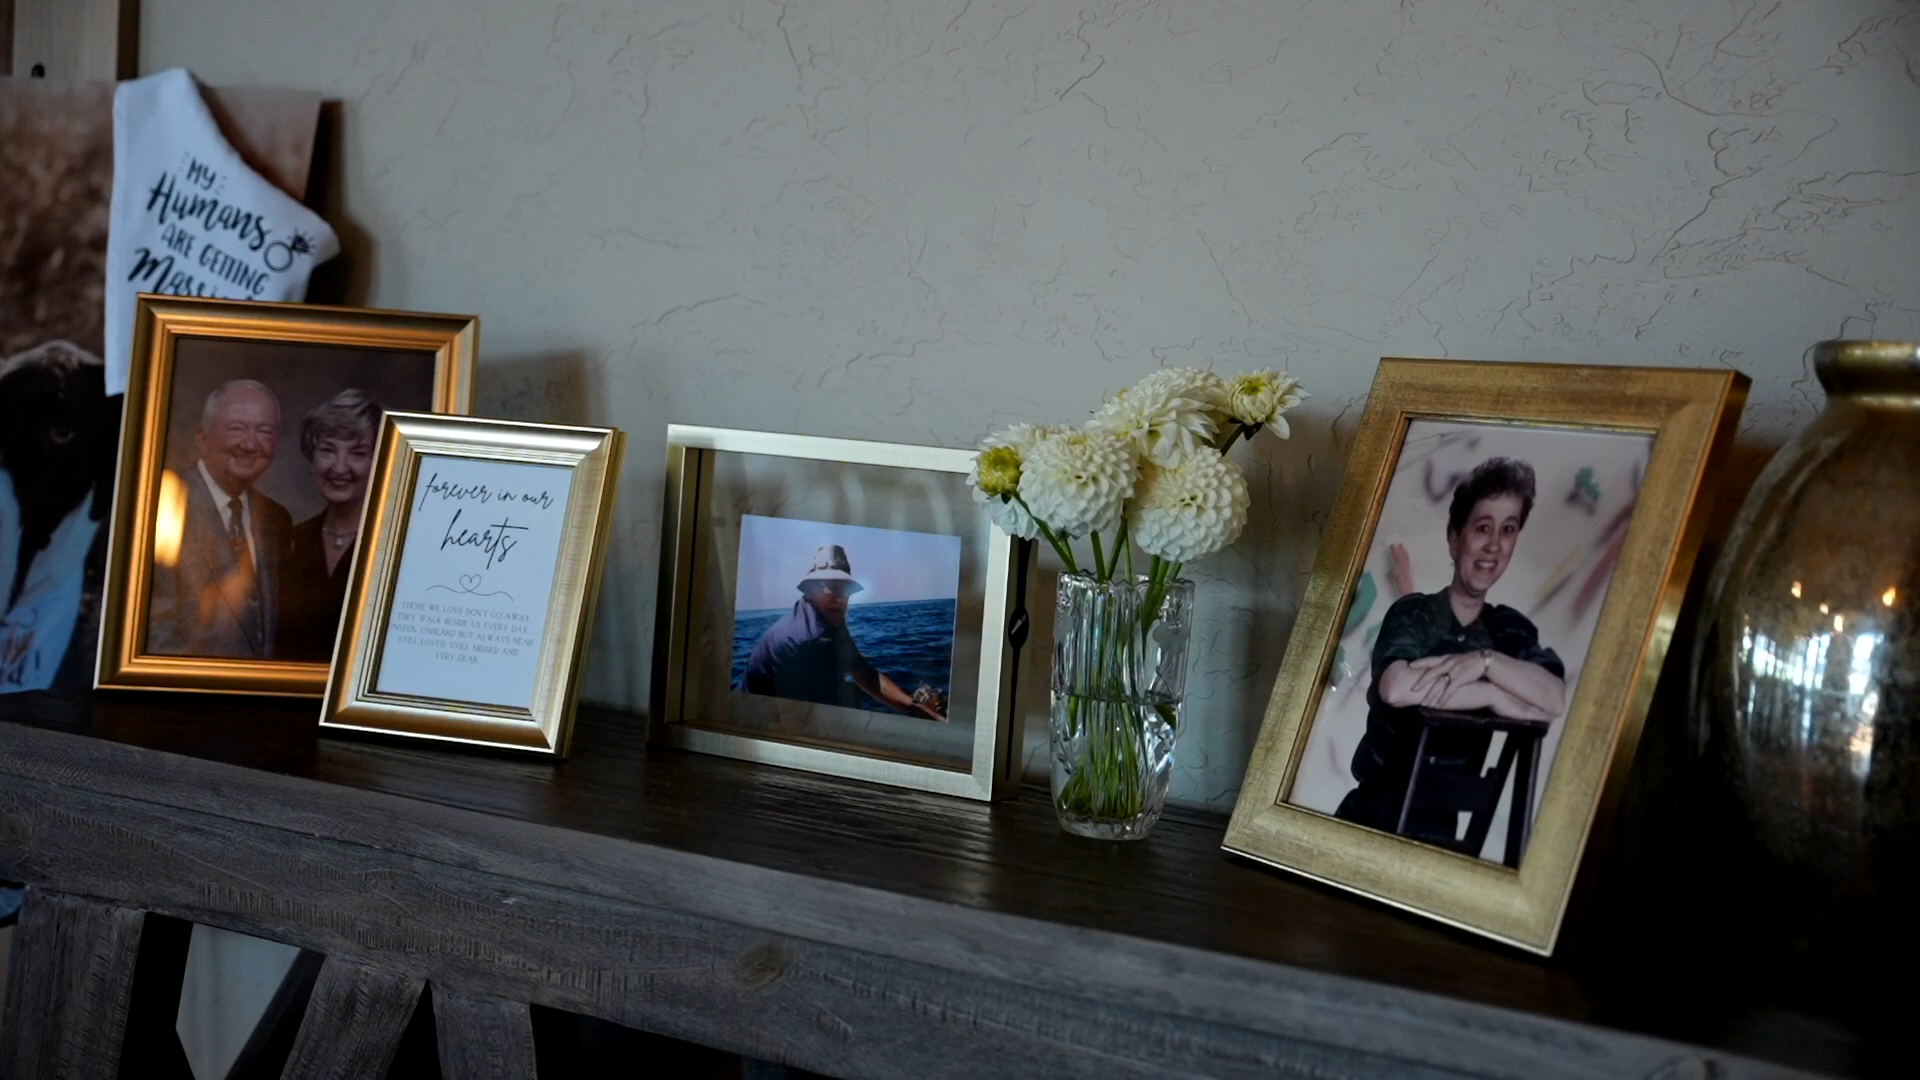 MY
Humans
ARE GETTING
Married
forever in our
hearts
THOSE WE LOVE DON'T GO AWAY
THEY WALK BESIDE US EVERY DAY
UNSEEN, UNHEARD BUT ALWAYS NEAR
STILL LOVED, STILL MISSED AND
VERY DEAR